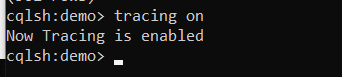 cqlsh:demo> tracing on
Now Tracing is enabled
cqlsh:demo>